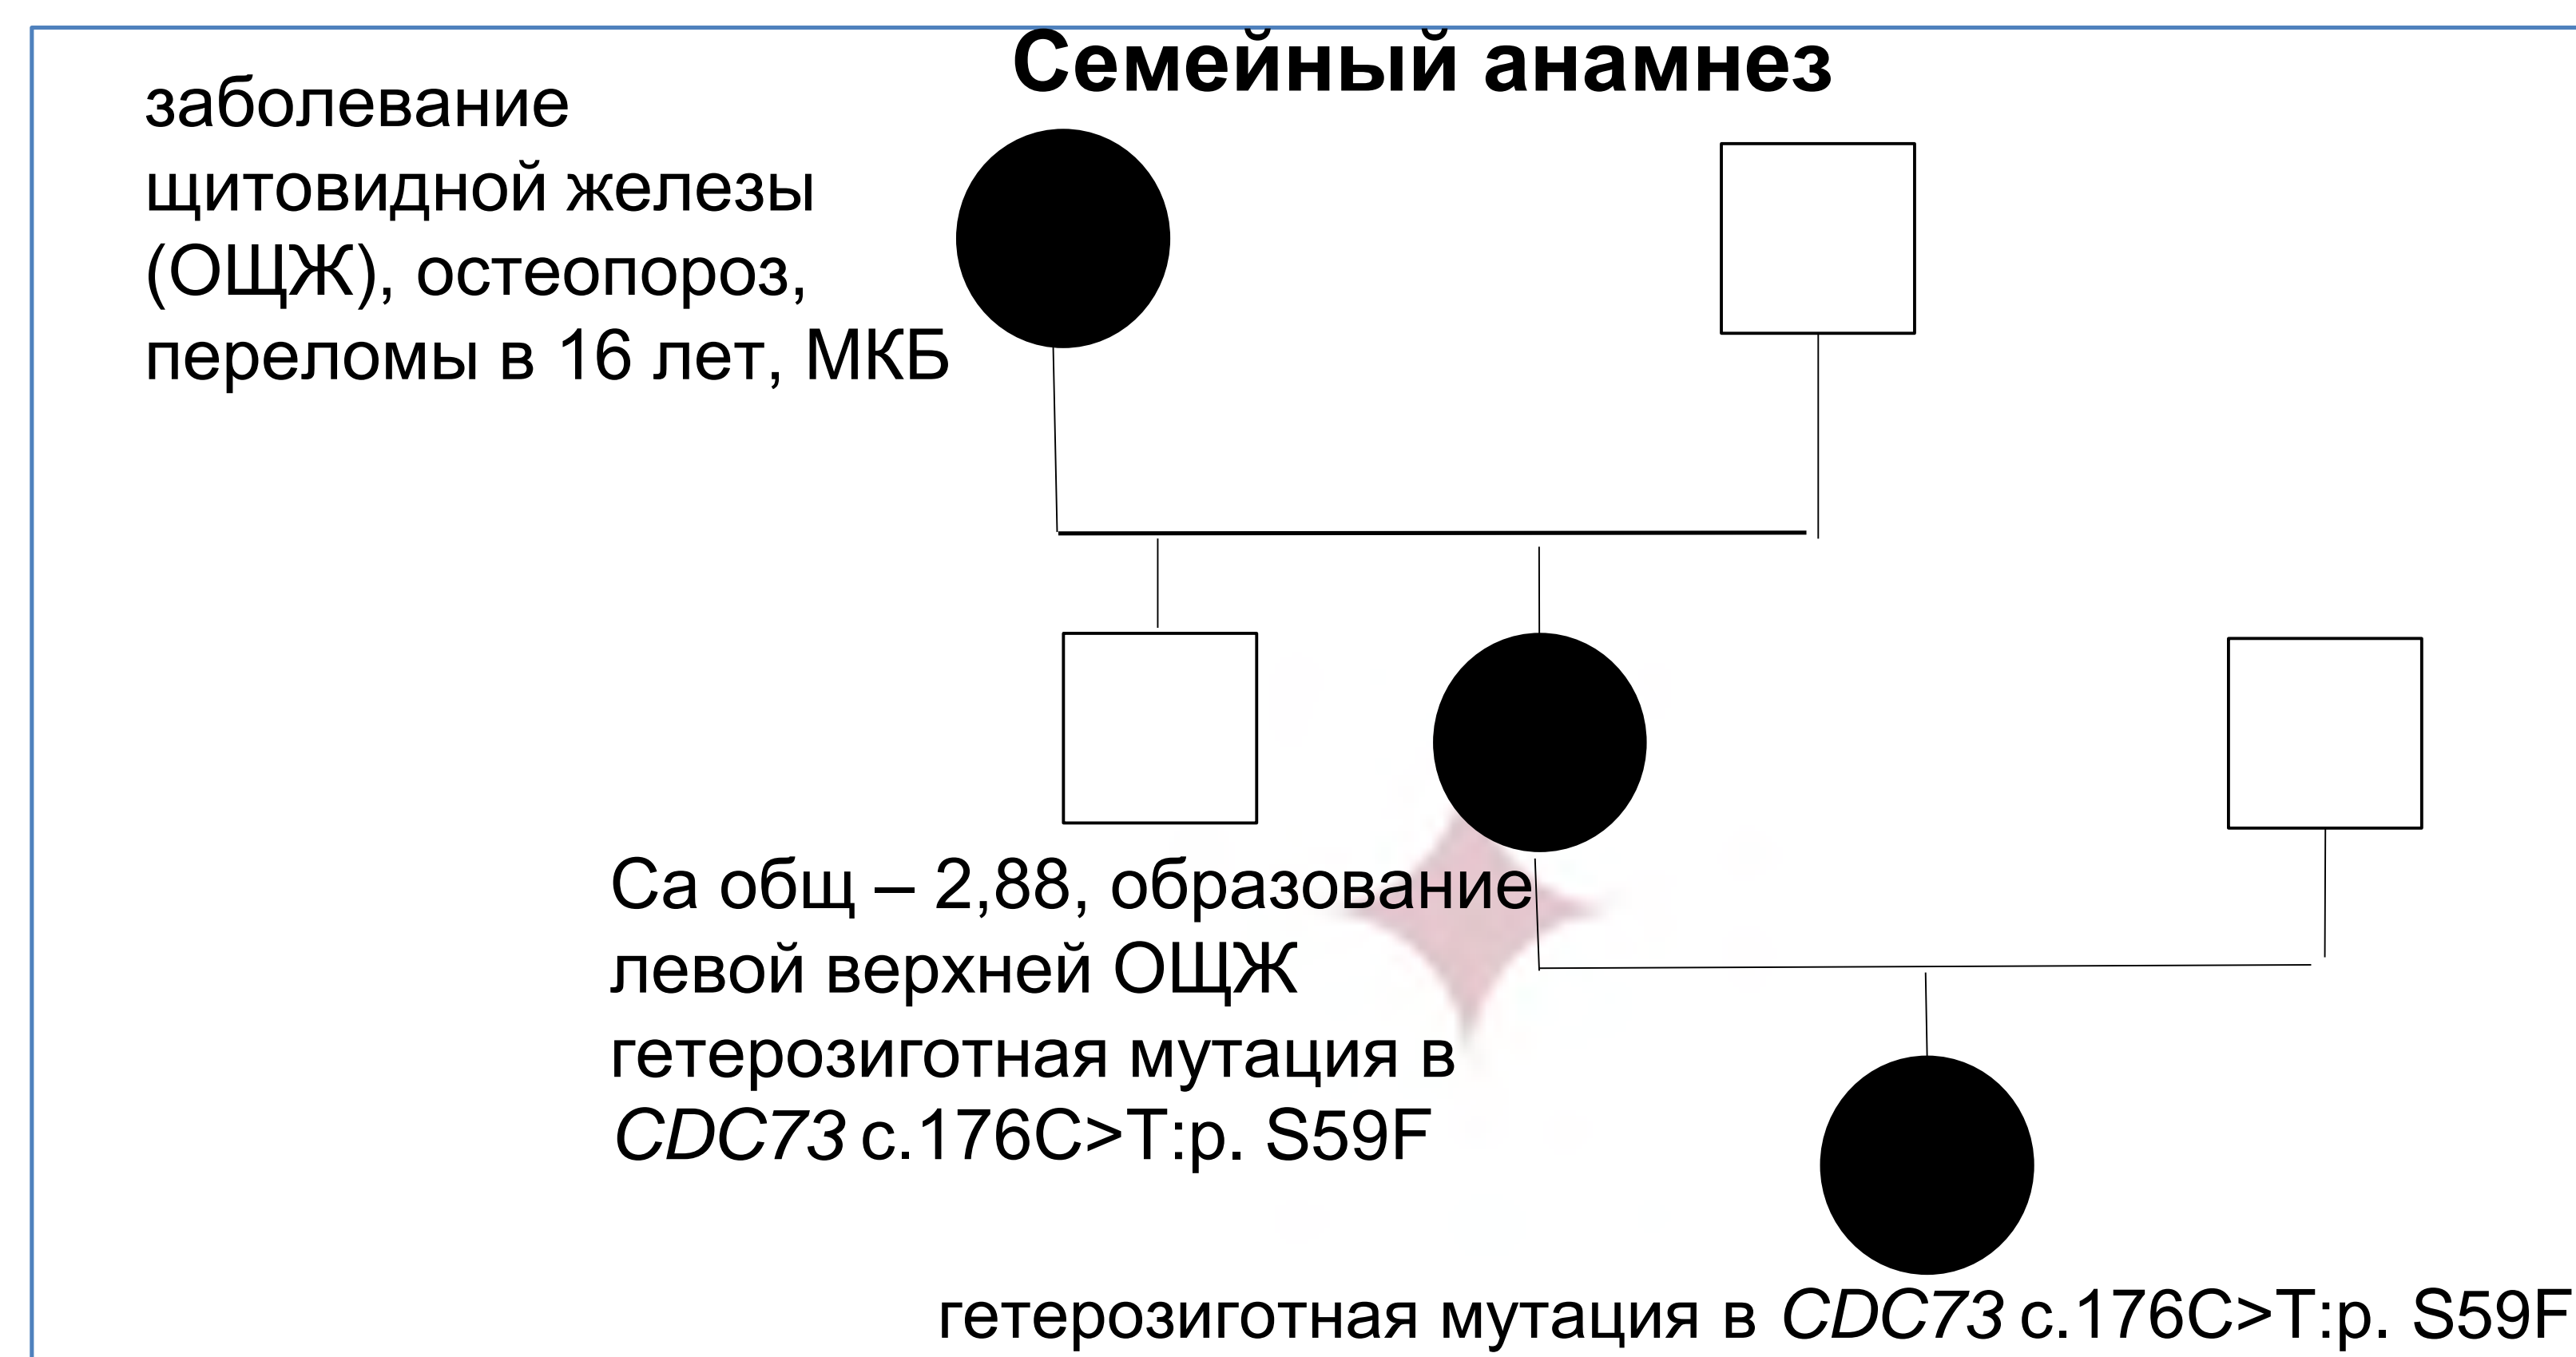 Семейный анамнез
заболевание
щитовидной железы
(ОЩЖ), остеопороз,
переломы в 16 лет, МКБ
Са общ – 2,88, образование
левой верхней ОЩЖ
гетерозиготная мутация в
CDC73 c.176C>T:p. S59F
гетерозиготная мутация в CDC73 c.176C>T:p. S59F